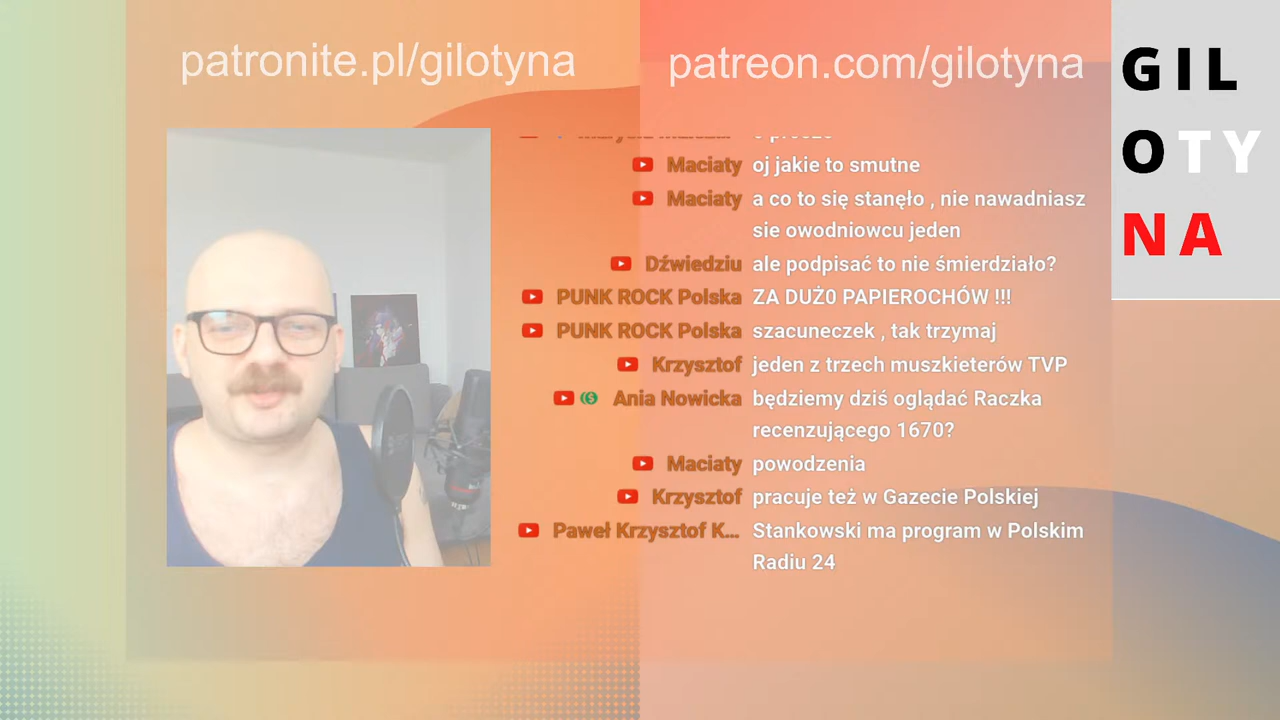 patronite.pl/gilotyna
patreon.com/gilotyna
GIL
OTY
NA
Maciaty oj jakie to smutne
Maciaty a co to się stanęło , nie nawadniasz
sie owodniowcu jeden
Dźwiedziu ale podpisać to nie śmierdziało?
PUNK ROCK Polska ZA DUŻ0 PAPIEROCHÓW !!!
PUNK ROCK Polska szacuneczek , tak trzymaj
Krzysztof jeden z trzech muszkieterów TVP
Ania Nowicka będziemy dziś oglądać Raczka
recenzującego 1670?
Maciaty powodzenia
Krzysztof pracuje też w Gazecie Polskiej
Paweł Krzysztof K... Stankowski ma program w Polskim
Radiu 24